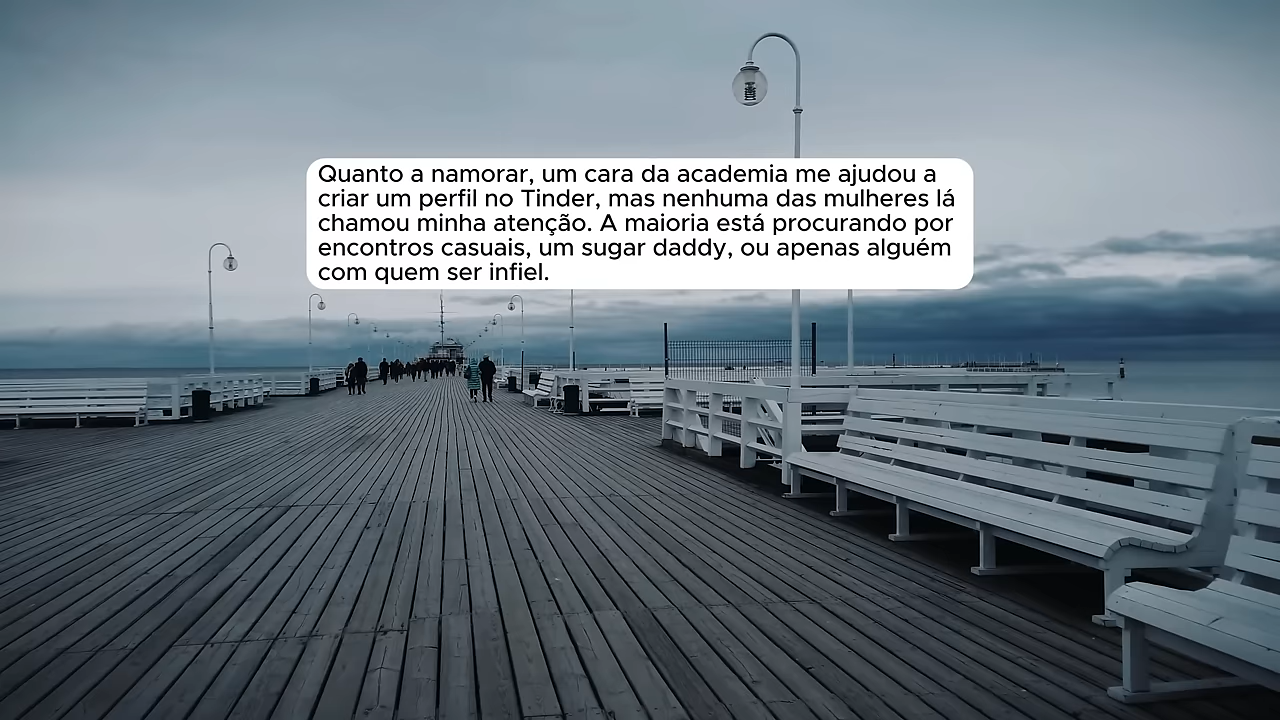 Quanto a namorar, um cara da academia me ajudou a
criar um perfil no Tinder, mas nenhuma das mulheres lá
chamou minha atenção. A maioria está procurando por
encontros casuais, um sugar daddy, ou apenas alguém
com quem ser infiel.